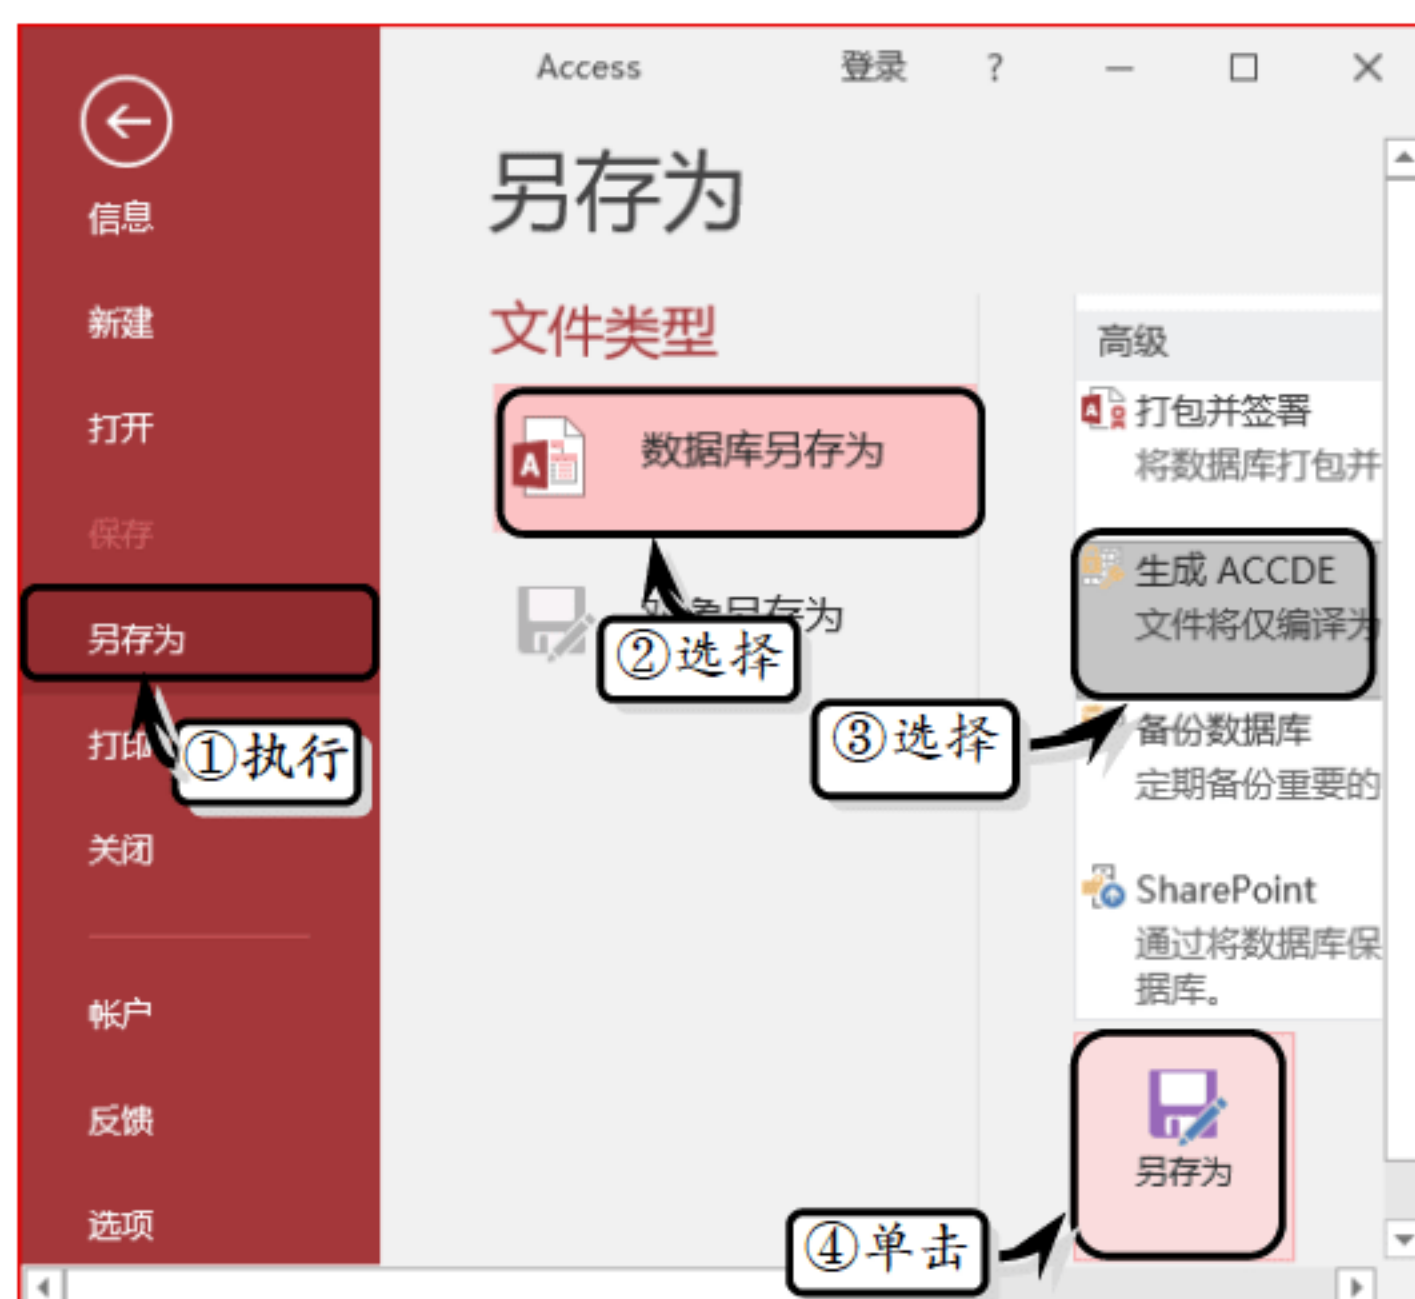 Access 登录 ?
信息
新建
打开
保存
另存为
打印
关闭
帐户
反馈
选项
①执行
另存为
文件类型
数据库另存为
另存为
②选择
③选择
高级
打包并签署
将数据库打包并
生成 ACCDE
文件将仅编译为
备份数据库
定期备份重要的
SharePoint
通过将数据库保
据库。
另存为
④单击